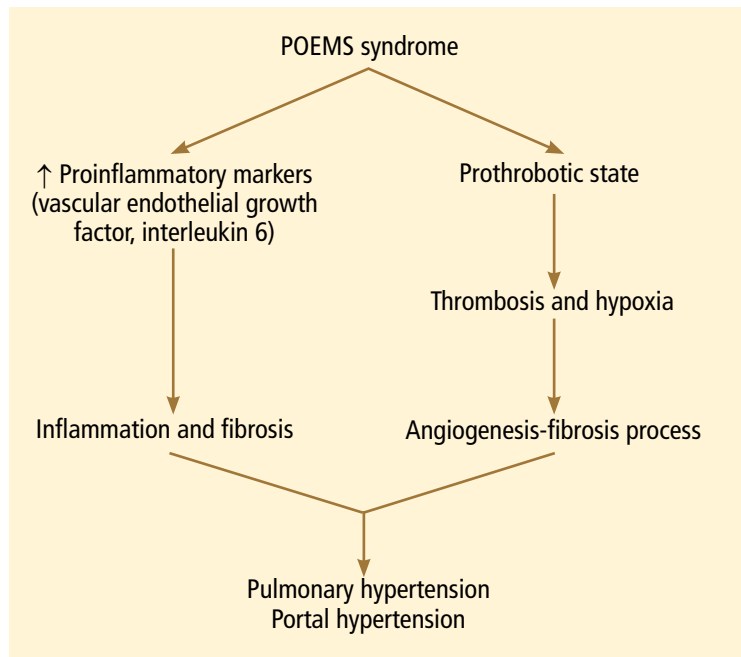 POEMS syndrome
↑ Proinflammatory markers
(vascular endothelial growth
factor, interleukin 6)
Prothrobotic state
Thrombosis and hypoxia
Inflammation and fibrosis
Angiogenesis-fibrosis process
Pulmonary hypertension
Portal hypertension